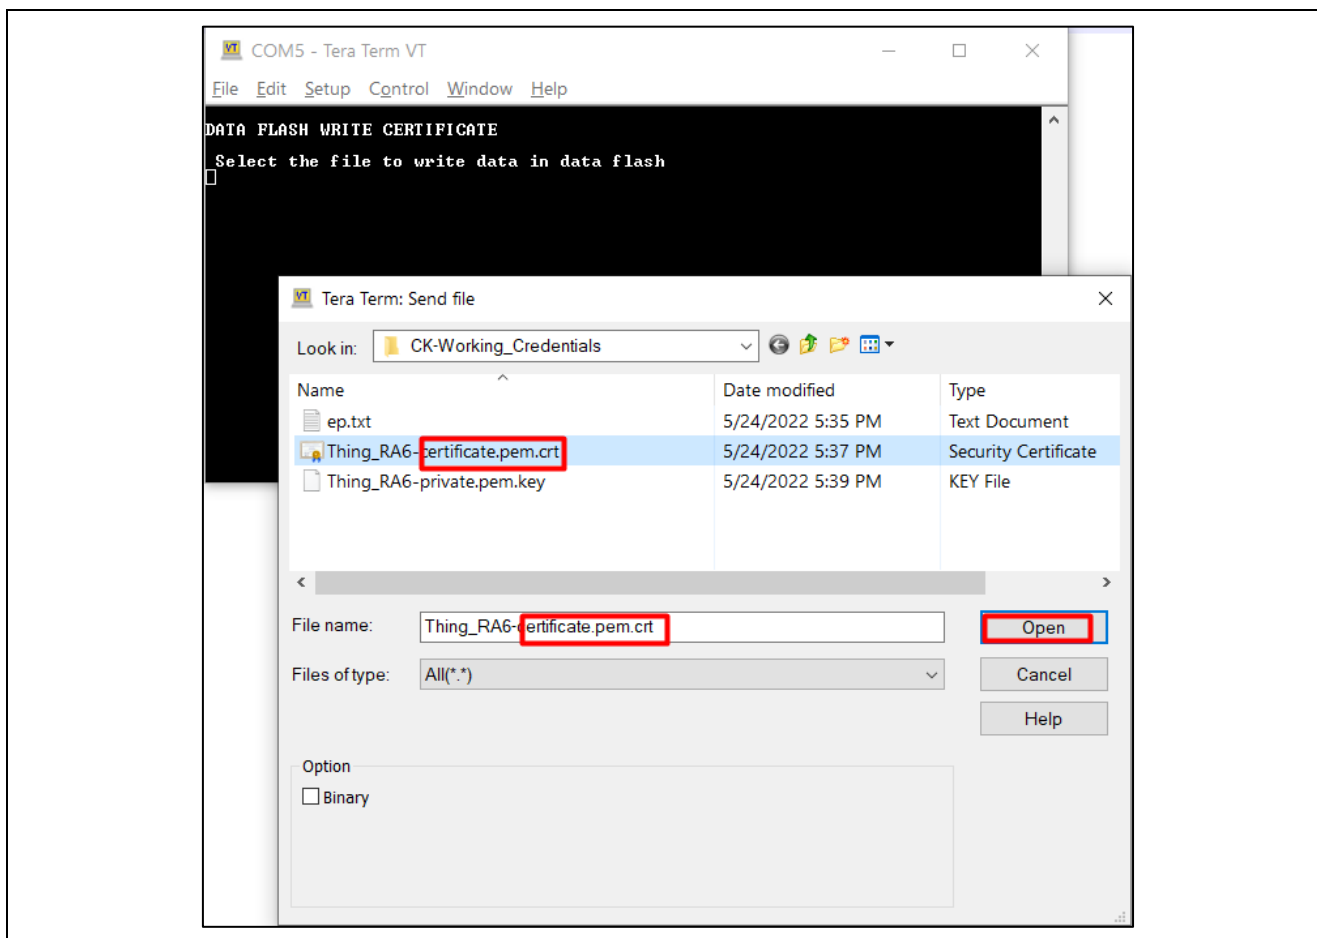 COM5 - Tera Term VT
File Edit Setup Control Window Help
DATA FLASH WRITE CERTIFICATE
Select the file to write data in data flash
Tera Term: Send file
Look in: CK-Working_Credentials
Name Date modified Type
ep.txt 5/24/2022 5:35 PM Text Document
Thing_RA6-certificate.pem.crt 5/24/2022 5:37 PM Security Certificate
Thing_RA6-private.pem.key 5/24/2022 5:39 PM KEY File
File name: Thing_RA6-certificate.pem.crt Open
Files of type: All(*.*) Cancel
Help
Option
Binary